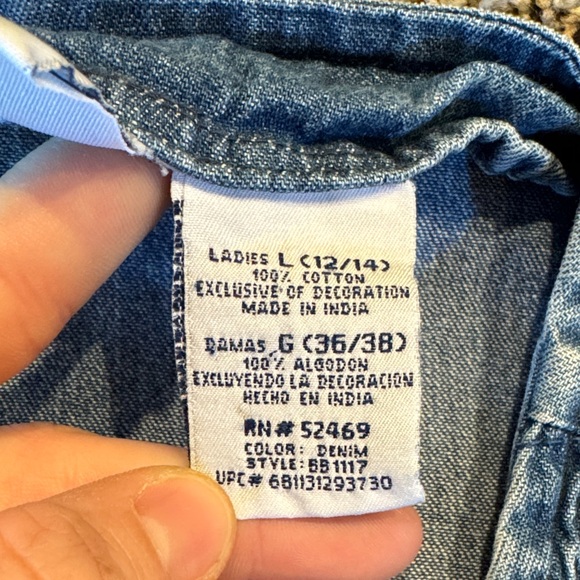 LADIES L (12/14)
100% COTTON
EXCLUSIVE OF DECORATION
MADE IN INDIA
DAMAS G (36/38)
100% ALGODON
EXCLUYENDO LA DECORACION
HECHO EN INDIA
RN# 52469
COLOR: DENIM
STYLE: BB1117
UPC# 681131293730